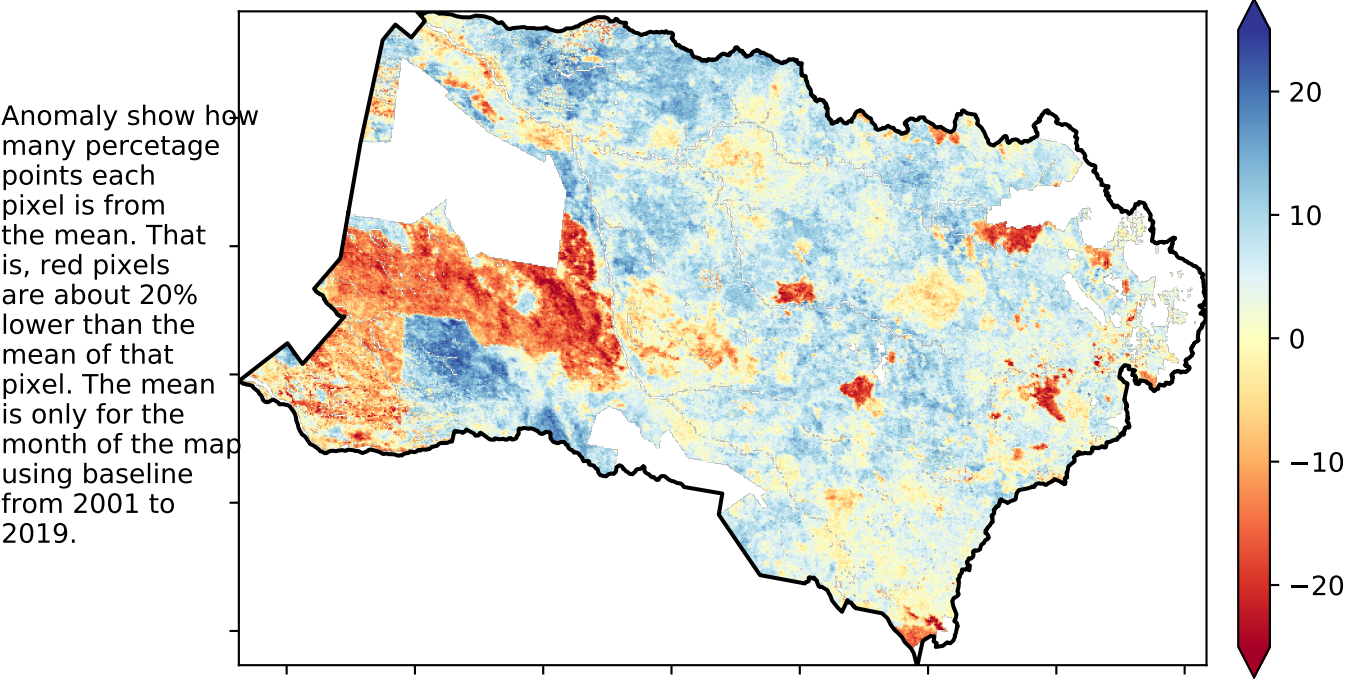 Anomaly show how
many percetage
points each
pixel is from
the mean. That
is, red pixels
are about 20%
lower than the
mean of that
pixel. The mean
is only for the
month of the map
using baseline
from 2001 to
2019.
20
10
0
−10
−20